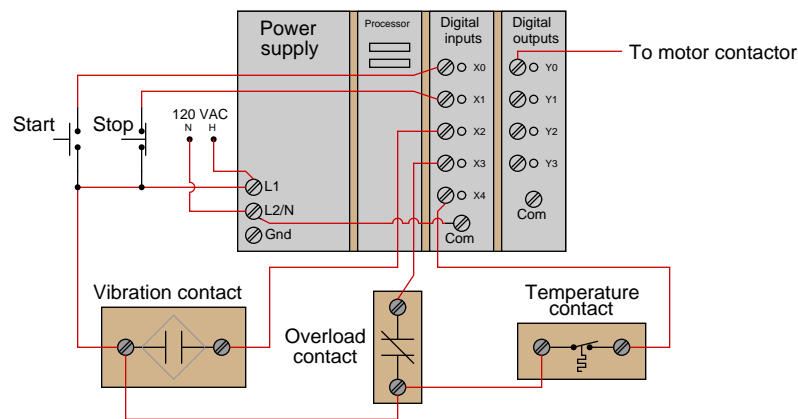 Power
supply
Processor
Digital
inputs
Digital
outputs
X0
X1
X2
X3
X4
Com
Y0
Y1
Y2
Y3
Com
To motor contactor
Start
Stop
120 VAC
N H
L1
L2/N
Gnd
Vibration contact
Overload
contact
Temperature
contact